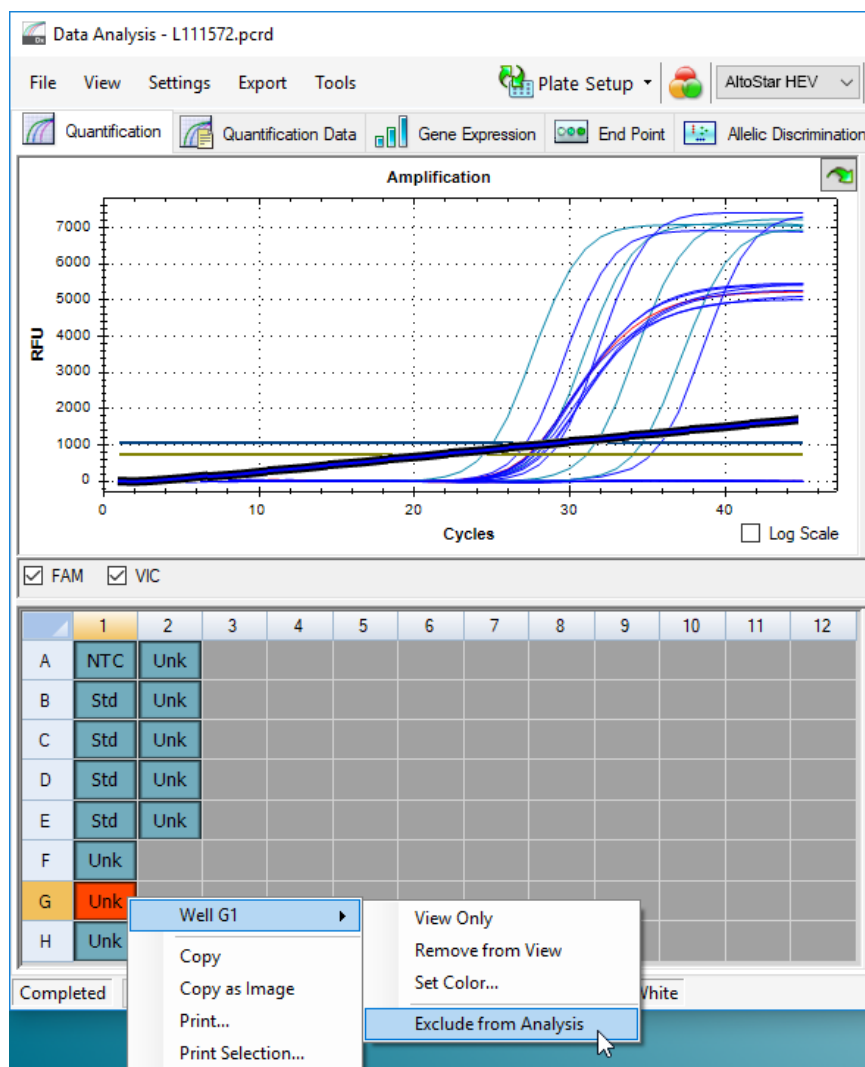 Data Analysis - L111572.pcrd
File View Settings Export Tools Plate Setup AltoStar HEV
Quantification Quantification Data Gene Expression End Point Allelic Discrimination
Amplification
7000
6000
5000
4000
3000
2000
1000
0
RFU
0 10 20 30 40
Cycles
Log Scale
FAM VIC
1 2 3 4 5 6 7 8 9 10 11 12
A NTC Unk
B Std Unk
C Std Unk
D Std Unk
E Std Unk
F Unk
G Unk
H Unk
Well G1
Copy
Copy as Image
Print...
Print Selection...
View Only
Remove from View
Set Color...
Exclude from Analysis
Completed